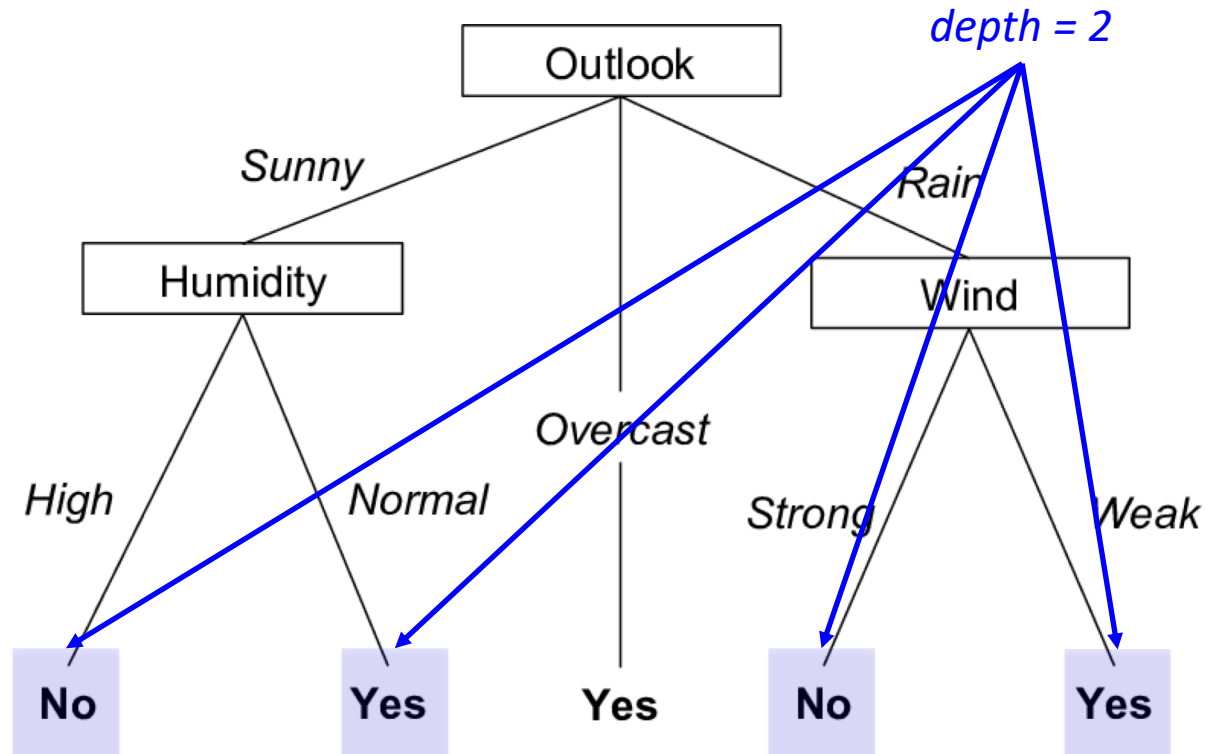 depth = 2
Outlook
Sunny
Rain
Humidity
Wind
Overcast
High
Normal
Strong
Weak
No
Yes
Yes
No
Yes